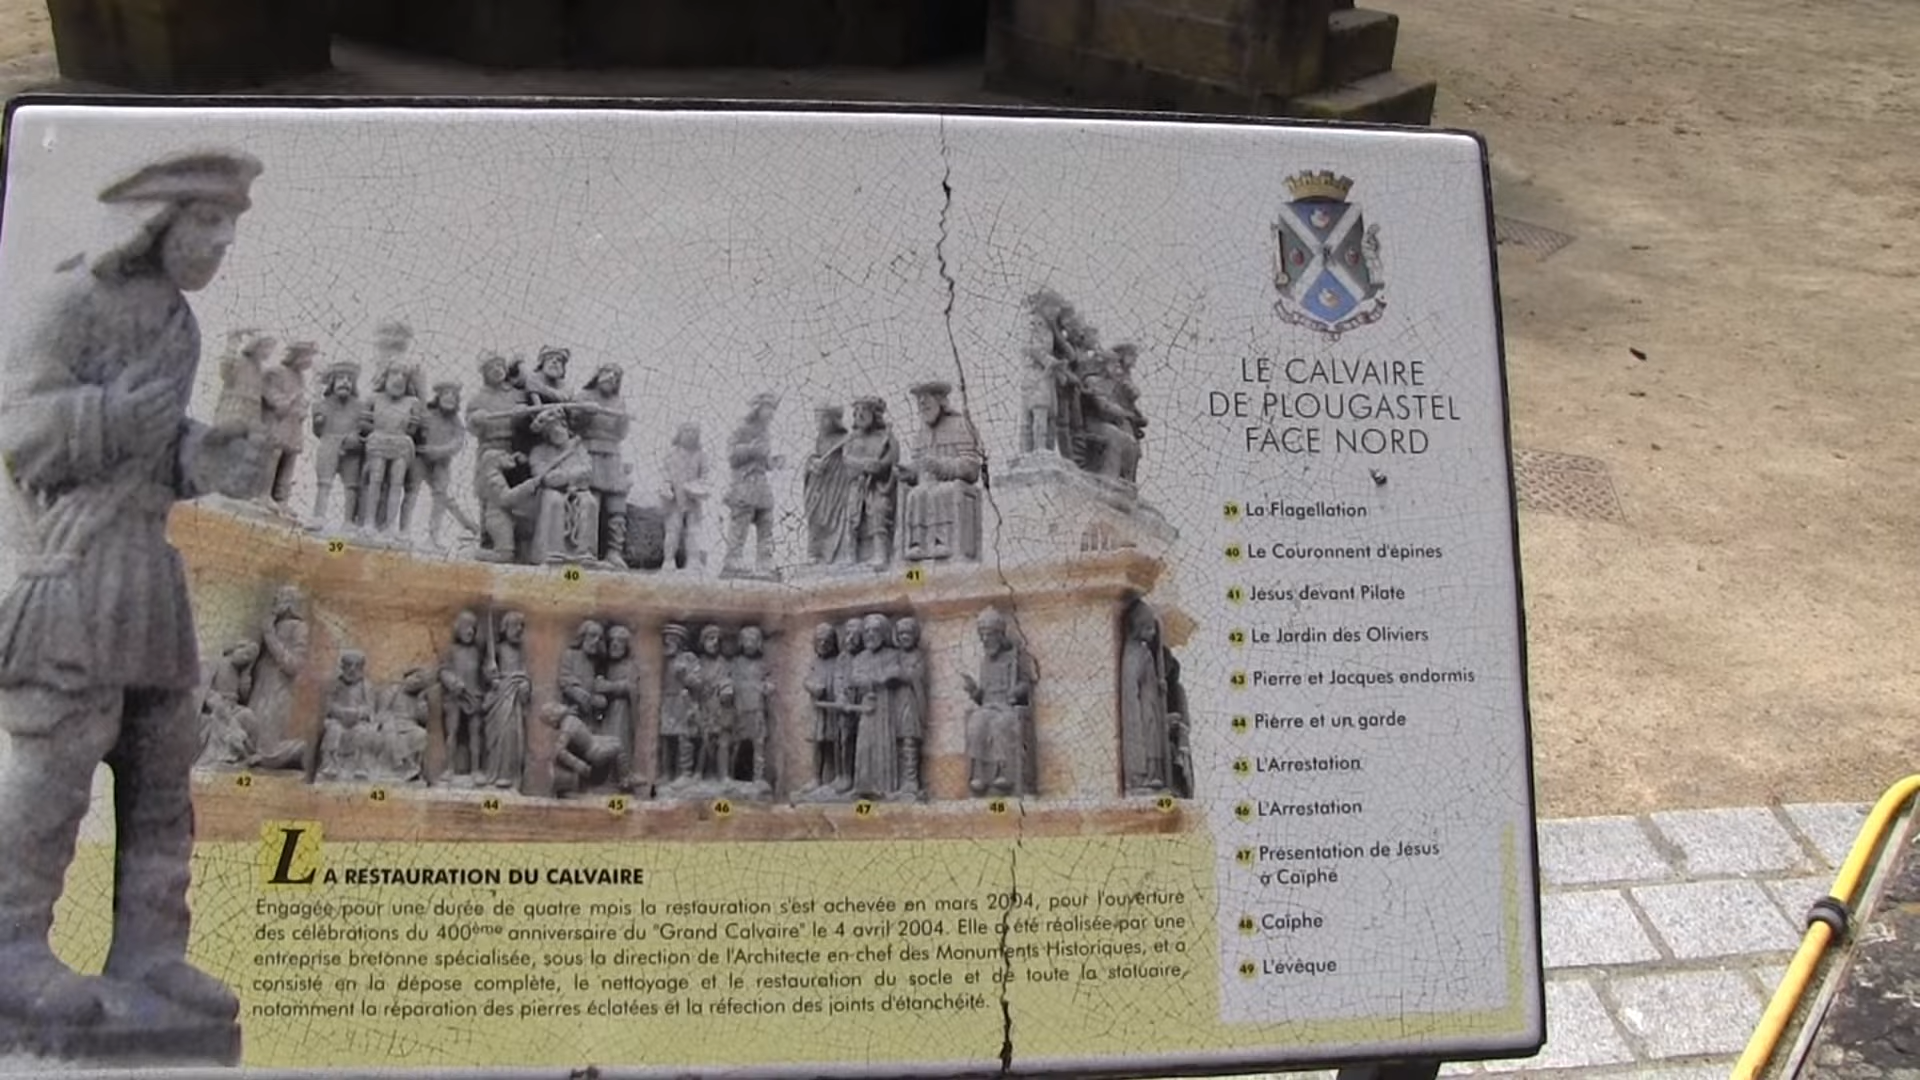 LE CALVAIRE
DE PLOUGASTEL
FACE NORD
39 La Flagellation
40 Le Couronnent d'épines
41 Jésus devant Pilate
42 Le Jardin des Oliviers
43 Pierre et Jacques endormis
44 Pierre et un garde
45 L'Arrestation
46 L'Arrestation
47 Présentation de Jésus
à Caïphe
48 Caïphe
49 L'évêque
39
40
41
42
43
44
45
46
47
48
49
LA RESTAURATION DU CALVAIRE
Engagée pour une durée de quatre mois la restauration s'est achevée en mars 2004, pour l'ouverture
des célébrations du 400ème anniversaire du "Grand Calvaire" le 4 avril 2004. Elle a été réalisée par une
entreprise bretonne spécialisée, sous la direction de l'Architecte en chef des Monuments Historiques, et a
consisté en la dépose complète, le nettoyage et le restauration du socle et de toute la statuaire,
notamment la réparation des pierres éclatées et la réfection des joints d'étanchéité.